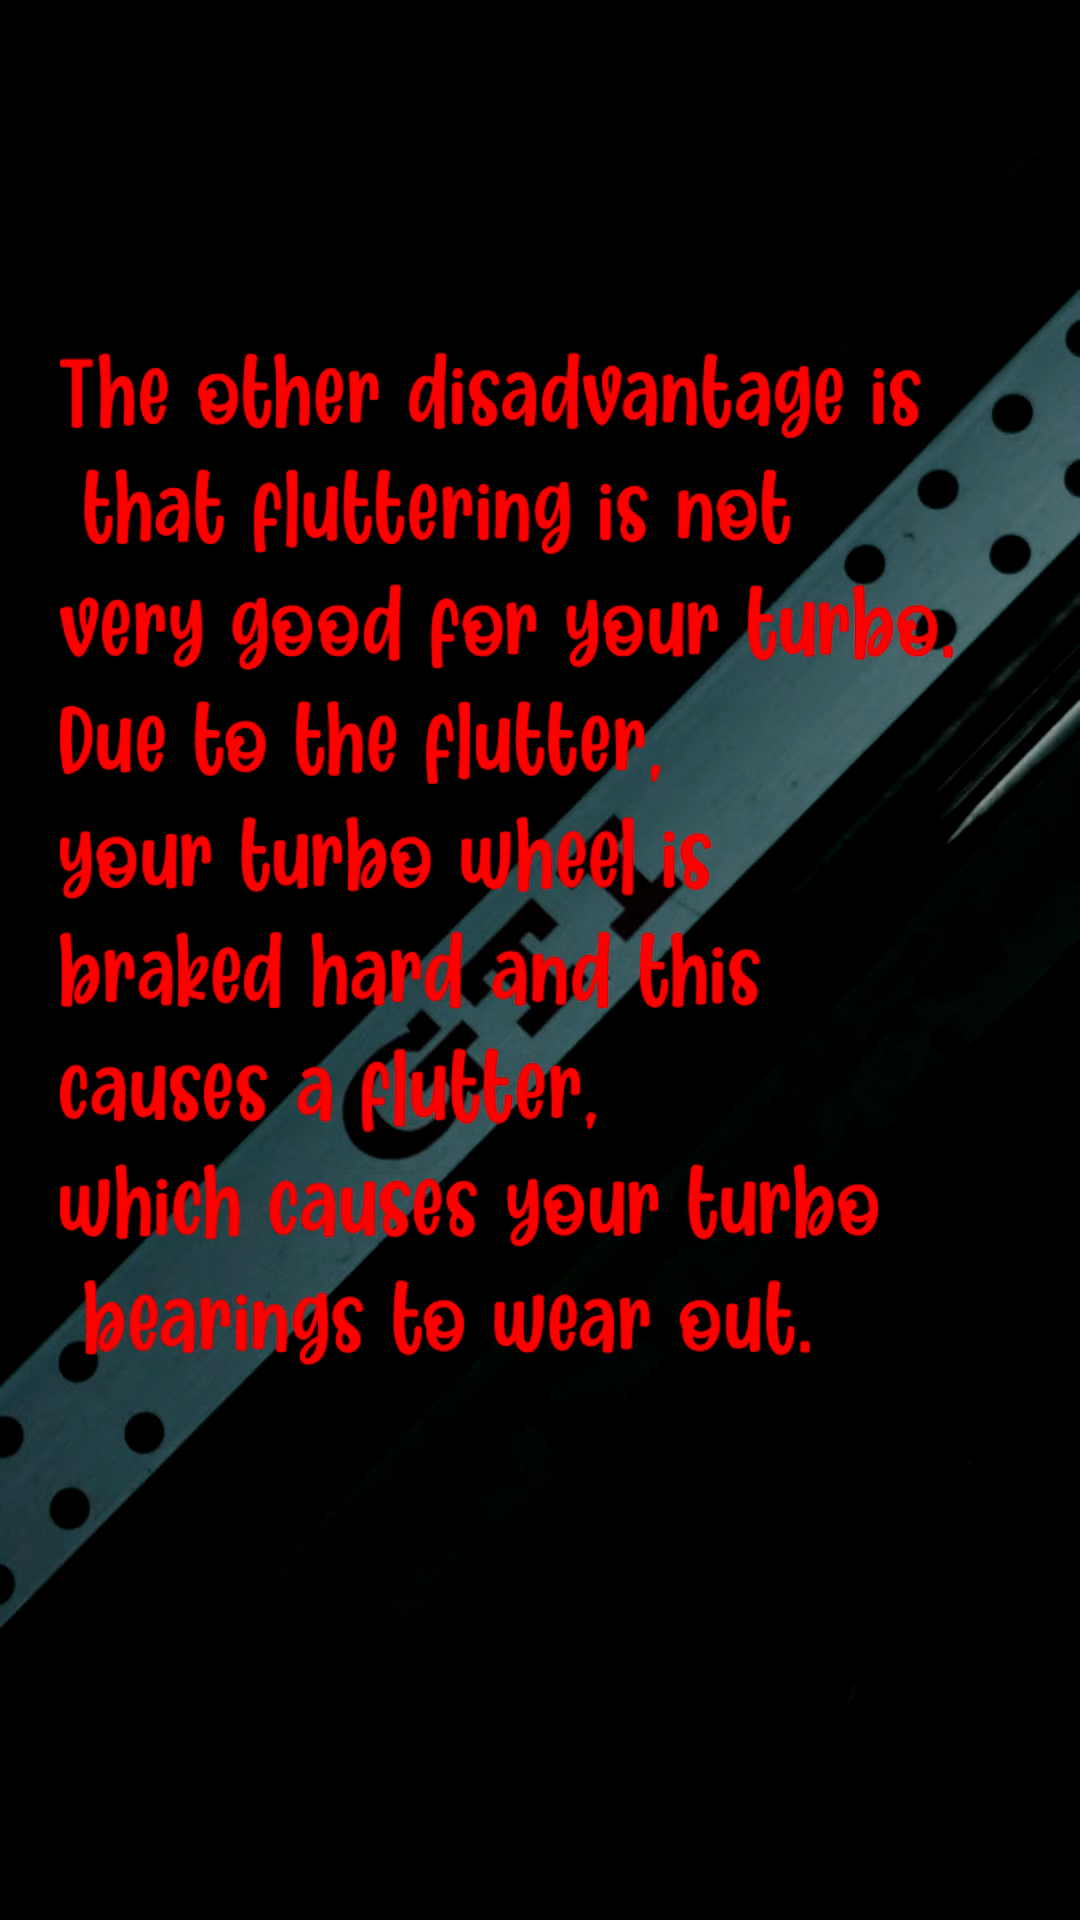 The other disadvantage is
that fluttering is not
very good for your turbo.
Due to the flutter,
your turbo wheel is
braked hard and this
causes a flutter,
which causes your turbo
bearings to wear out.
GTI